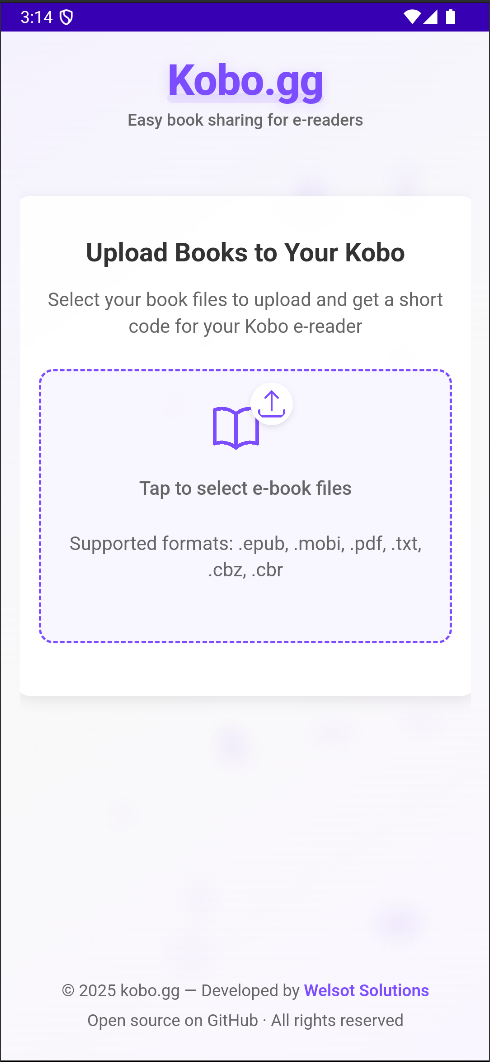 3:14
Kobo.gg
Easy book sharing for e-readers
Upload Books to Your Kobo
Select your book files to upload and get a short
code for your Kobo e-reader
Tap to select e-book files
Supported formats: .epub, .mobi, .pdf, .txt,
.cbz, .cbr
© 2025 kobo.gg — Developed by Welsot Solutions
Open source on GitHub · All rights reserved